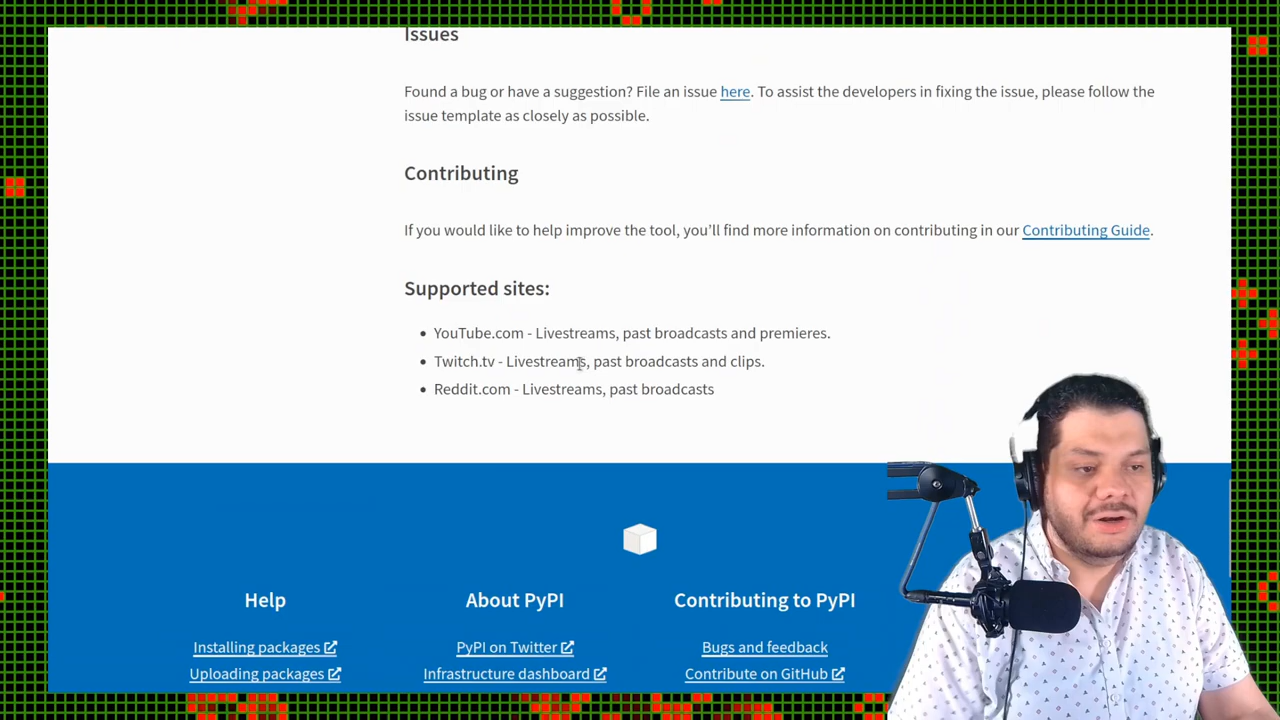 Issues
Found a bug or have a suggestion? File an issue here. To assist the developers in fixing the issue, please follow the
issue template as closely as possible.
Contributing
If you would like to help improve the tool, you’ll find more information on contributing in our Contributing Guide.
Supported sites:
YouTube.com - Livestreams, past broadcasts and premieres.
Twitch.tv - Livestreams, past broadcasts and clips.
Reddit.com - Livestreams, past broadcasts
Help
About PyPI
Contributing to PyPI
Installing packages
PyPI on Twitter
Bugs and feedback
Uploading packages
Infrastructure dashboard
Contribute on GitHub